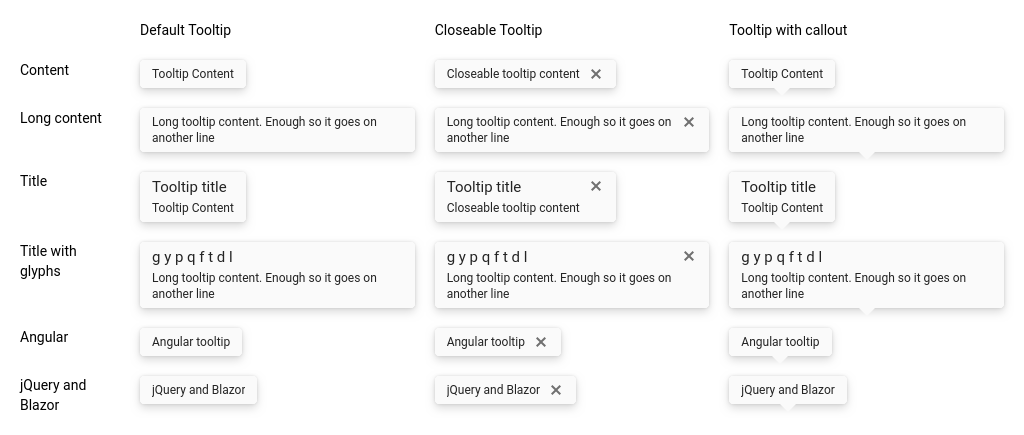 Default Tooltip
Closeable Tooltip
Tooltip with callout
Content
Tooltip Content
Closeable tooltip content
Tooltip Content
Long content
Long tooltip content. Enough so it goes on
another line
Long tooltip content. Enough so it goes on
another line
Long tooltip content. Enough so it goes on
another line
Title
Tooltip title
Tooltip Content
Tooltip title
Closeable tooltip content
Tooltip title
Tooltip Content
Title with
glyphs
g y p q f t d l
Long tooltip content. Enough so it goes on
another line
g y p q f t d l
Long tooltip content. Enough so it goes on
another line
g y p q f t d l
Long tooltip content. Enough so it goes on
another line
Angular
Angular tooltip
Angular tooltip
Angular tooltip
jQuery and
Blazor
jQuery and Blazor
jQuery and Blazor
jQuery and Blazor